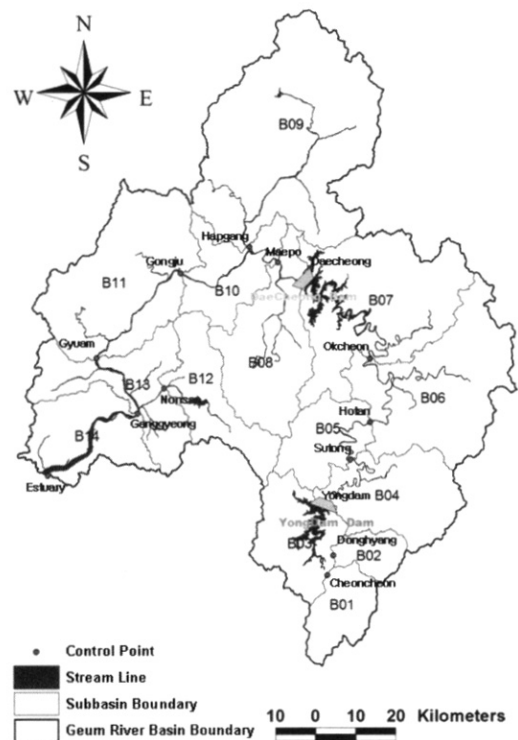 N
W E
S
B09
Hapgang
Maepo
Gongju
Daecheong
B11
B10
DaeCheong Dam
B07
Gyuam
Okcheon
B08
B13
B12
Nonsan
B06
Ganggyeong
Hotan
B05
B14
Sutong
Estuary
Yongdam
B04
YongDam Dam
B03
Donghyang
B02
Cheoncheon
B01
Control Point
Stream Line
Subbasin Boundary
Geum River Basin Boundary
10 0 10 20 Kilometers